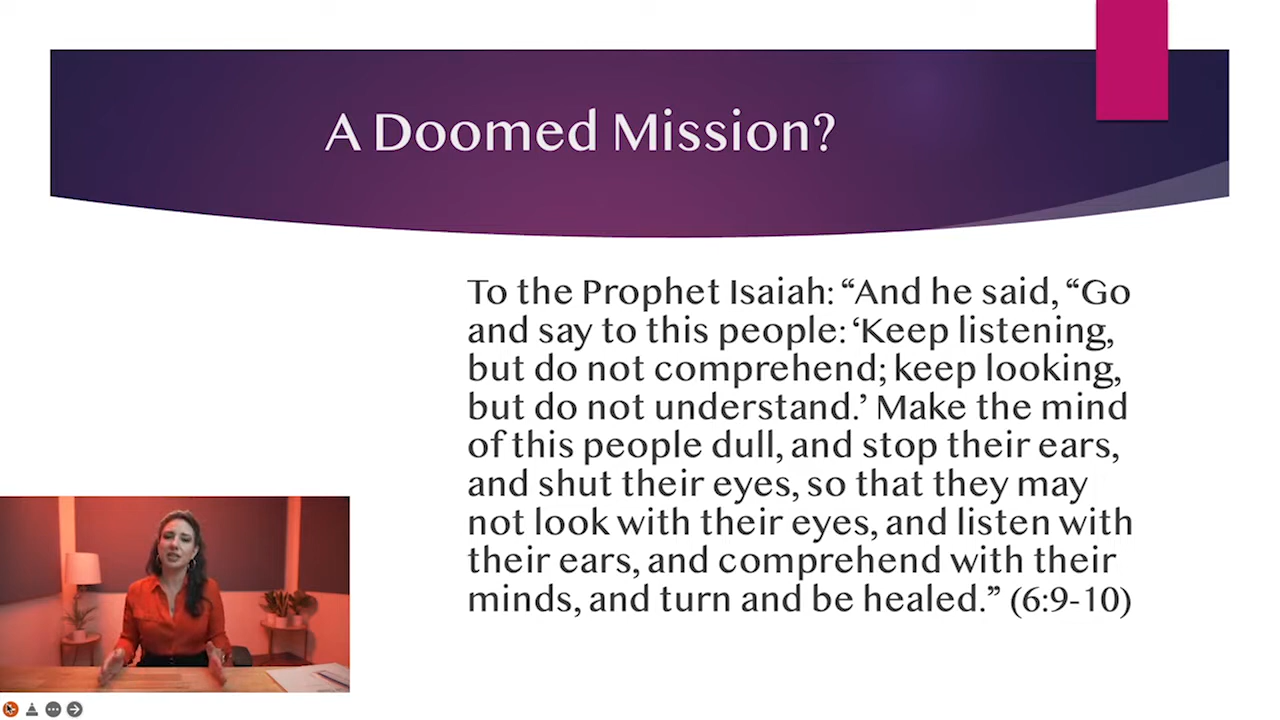 A Doomed Mission?
To the Prophet Isaiah: “And he said, “Go
and say to this people: ‘Keep listening,
but do not comprehend; keep looking,
but do not understand.’ Make the mind
of this people dull, and stop their ears,
and shut their eyes, so that they may
not look with their eyes, and listen with
their ears, and comprehend with their
minds, and turn and be healed.” (6:9-10)